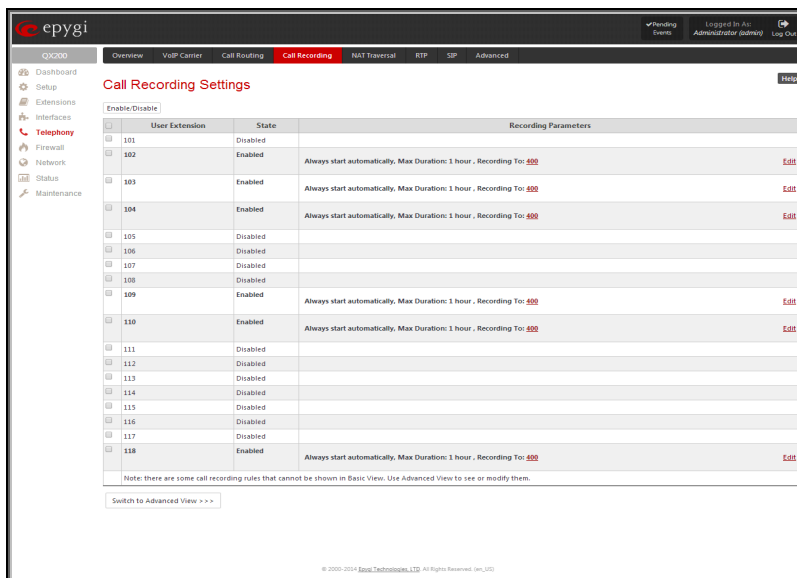 epygi
Pending Events
Logged In As:
Administrator (admin)
Log Out
QX200
Overview VoIP Carrier Call Routing Call Recording NAT Traversal RTP SIP Advanced
Dashboard
Setup
Extensions
Interfaces
Telephony
Firewall
Network
Status
Maintenance
Call Recording Settings
Help
Enable/Disable
User Extension State Recording Parameters
101 Disabled
102 Enabled Always start automatically, Max Duration: 1 hour , Recording To: 400 Edit
103 Enabled Always start automatically, Max Duration: 1 hour , Recording To: 400 Edit
104 Enabled Always start automatically, Max Duration: 1 hour , Recording To: 400 Edit
105 Disabled
106 Disabled
107 Disabled
108 Disabled
109 Enabled Always start automatically, Max Duration: 1 hour , Recording To: 400 Edit
110 Enabled Always start automatically, Max Duration: 1 hour , Recording To: 400 Edit
111 Disabled
112 Disabled
113 Disabled
114 Disabled
115 Disabled
116 Disabled
117 Disabled
118 Enabled Always start automatically, Max Duration: 1 hour , Recording To: 400 Edit
Note: there are some call recording rules that cannot be shown in Basic View. Use Advanced View to see or modify them.
Switch to Advanced View >>>
© 2000-2014 Epygi Technologies, LTD. All Rights Reserved. (en_US)